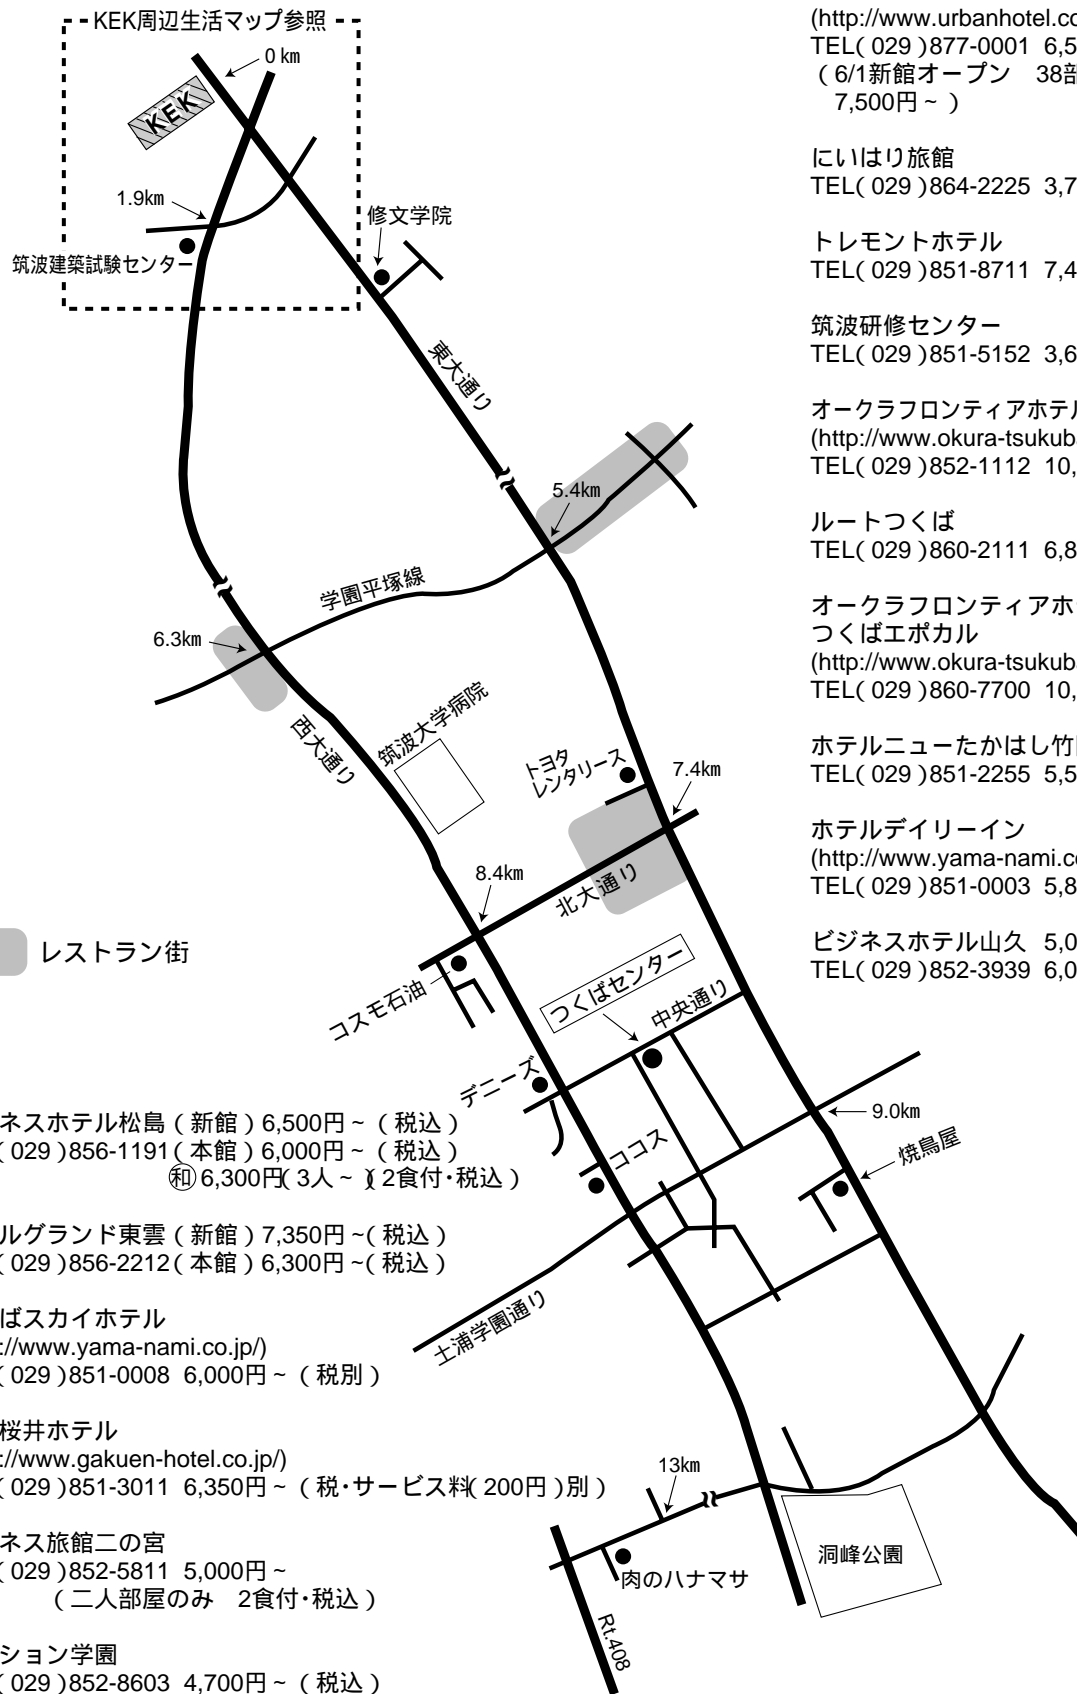 KEK周辺生活マップ参照
0km
KEK
1.9km
筑波建築試験センター
修文学院
東大通り
5.4km
学園平塚線
6.3km
西大通り
筑波大学病院
トヨタ
レンタリース
7.4km
8.4km
北大通り
レストラン街
コスモ石油
つくばセンター
中央通り
デニーズ
9.0km
ココス
焼鳥屋
土浦学園通り
13km
洞峰公園
肉のハナマサ
Rt.408
(http://www.urbanhotel.co
TEL(029)877-0001 6,5
(6/1新館オープン 38部
7,500円~)
にいはり旅館
TEL(029)864-2225 3,7
トレモントホテル
TEL(029)851-8711 7,4
筑波研修センター
TEL(029)851-5152 3,6
オークラフロンティアホテル
(http://www.okura-tsukuba
TEL(029)852-1112 10,
ルートつくば
TEL(029)860-2111 6,8
オークラフロンティアホ
つくばエポカル
(http://www.okura-tsukuba
TEL(029)860-7700 10,
ホテルニューたかはし竹
TEL(029)851-2255 5,5
ホテルデイリーイン
(http://www.yama-nami.co
TEL(029)851-0003 5,8
ビジネスホテル山久 5,0
TEL(029)852-3939 6,0
ネスホテル松島(新館)6,500円~(税込)
(029)856-1191(本館)6,000円~(税込)
㊑6,300円(3人~)(2食付・税込)
ルグランド東雲(新館)7,350円~(税込)
(029)856-2212(本館)6,300円~(税込)
ばスカイホテル
://www.yama-nami.co.jp/)
(029)851-0008 6,000円~(税別)
桜井ホテル
://www.gakuen-hotel.co.jp/)
(029)851-3011 6,350円~(税・サービス料(200円)別)
ネス旅館二の宮
(029)852-5811 5,000円~
(二人部屋のみ 2食付・税込)
ション学園
(029)852-8603 4,700円~(税込)